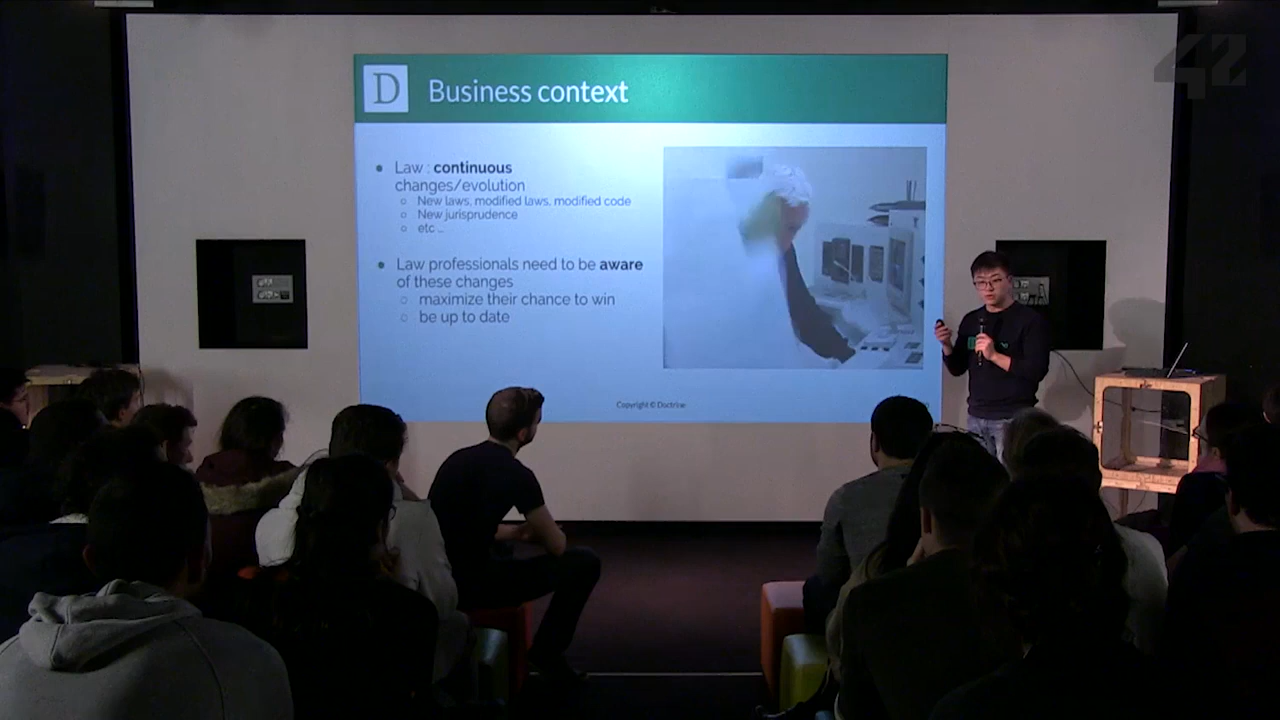 42
D
Business context
Law : continuous
changes/evolution
New laws, modified laws, modified code
New jurisprudence
etc ...
Law professionals need to be aware
of these changes
maximize their chance to win
be up to date
Copyright © Doctrine